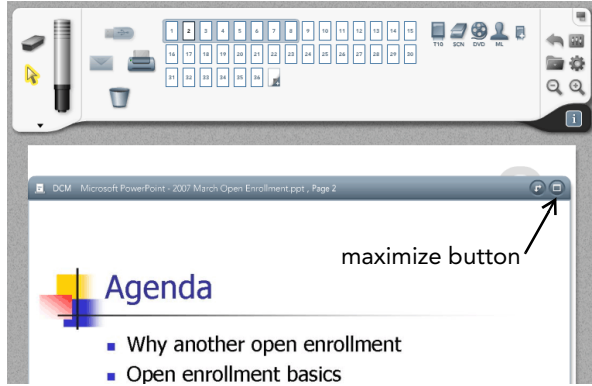 1 2 3 4 5 6 7 8 9 10 11 12 13 14 15
16 17 18 19 20 21 22 23 24 25 26 27 28 29 30
31 32 33 34 35 36
T10 SCN DVD ML
i
DCM Microsoft PowerPoint - 2007 March Open Enrollment.ppt , Page 2
maximize button
Agenda
Why another open enrollment
Open enrollment basics